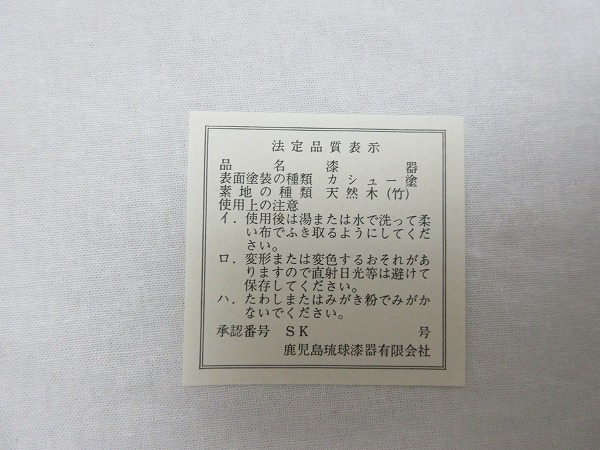 法定品質表示
品名 漆器
表面塗装の種類 カシュー塗
素地の種類 天然木(竹)
使用上の注意
イ．使用後は湯または水で洗って柔
い布でふき取るようにしてくだ
さい。
ロ．変形または変色するおそれがあ
りますので直射日光等は避けて
保存してください。
ハ．たわしまたはみがき粉でみがか
ないでください。
承認番号 SK 号
鹿児島琉球漆器有限会社